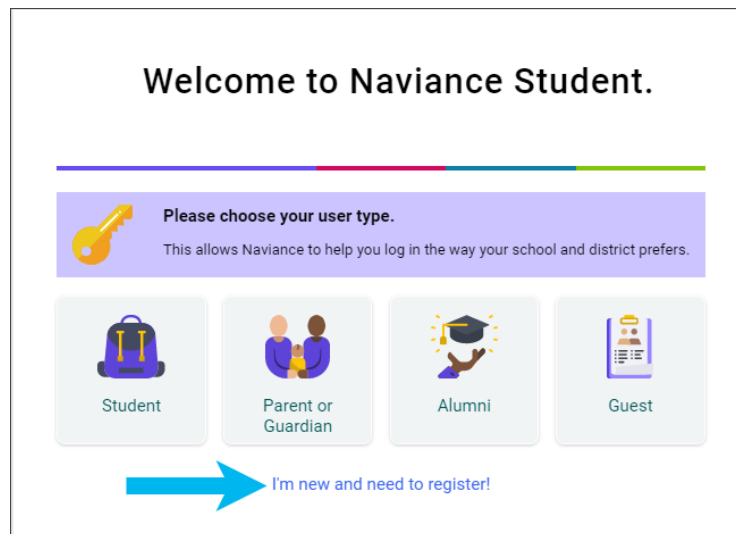 Welcome to Naviance Student.
Please choose your user type.
This allows Naviance to help you log in the way your school and district prefers.
Student
Parent or
Guardian
Alumni
Guest
I'm new and need to register!